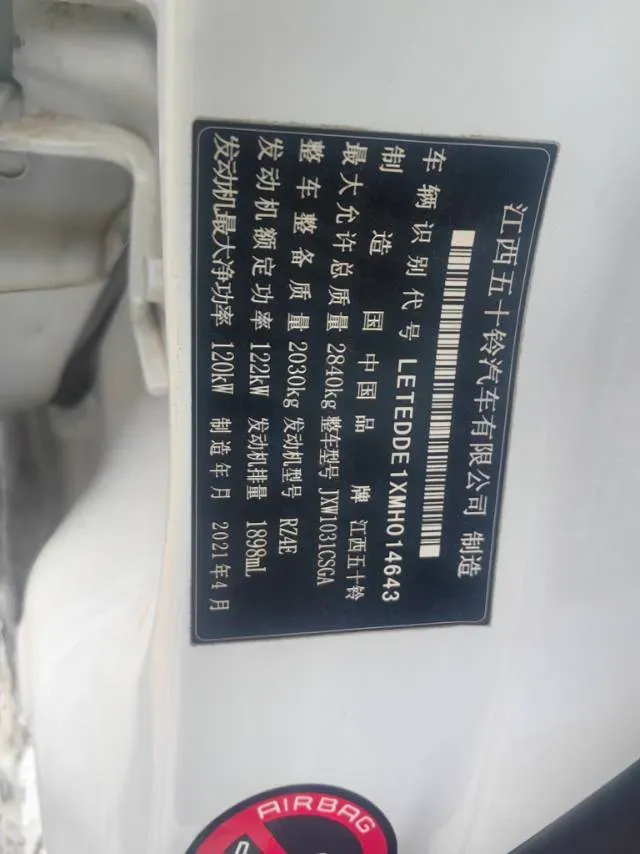 江西五十铃汽车有限公司 制造
车辆识别代号 LETEDDE1XMH014643
制造国 中国 品牌 江西五十铃
最大允许总质量 2840kg 整车型号 JXW1031CSGA
整车整备质量 2030kg 发动机型号 RZ4E
发动机额定功率 122kW 发动机排量 1898mL
发动机最大净功率 120kW 制造年月 2021年4月
AIRBAG